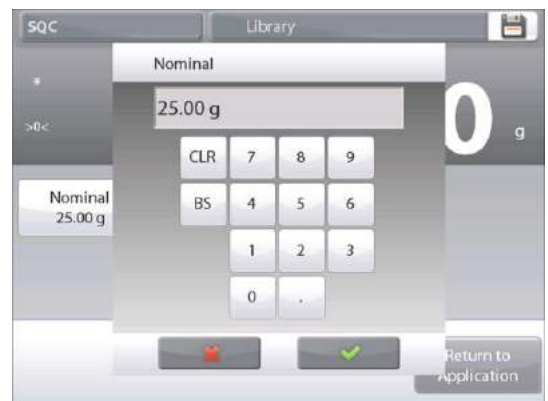 SQC
Library
Nominal
25.00 g
*
>0<
0 g
CLR 7 8 9
BS 4 5 6
1 2 3
0 .
Nominal
25.00 g
Return to
Application